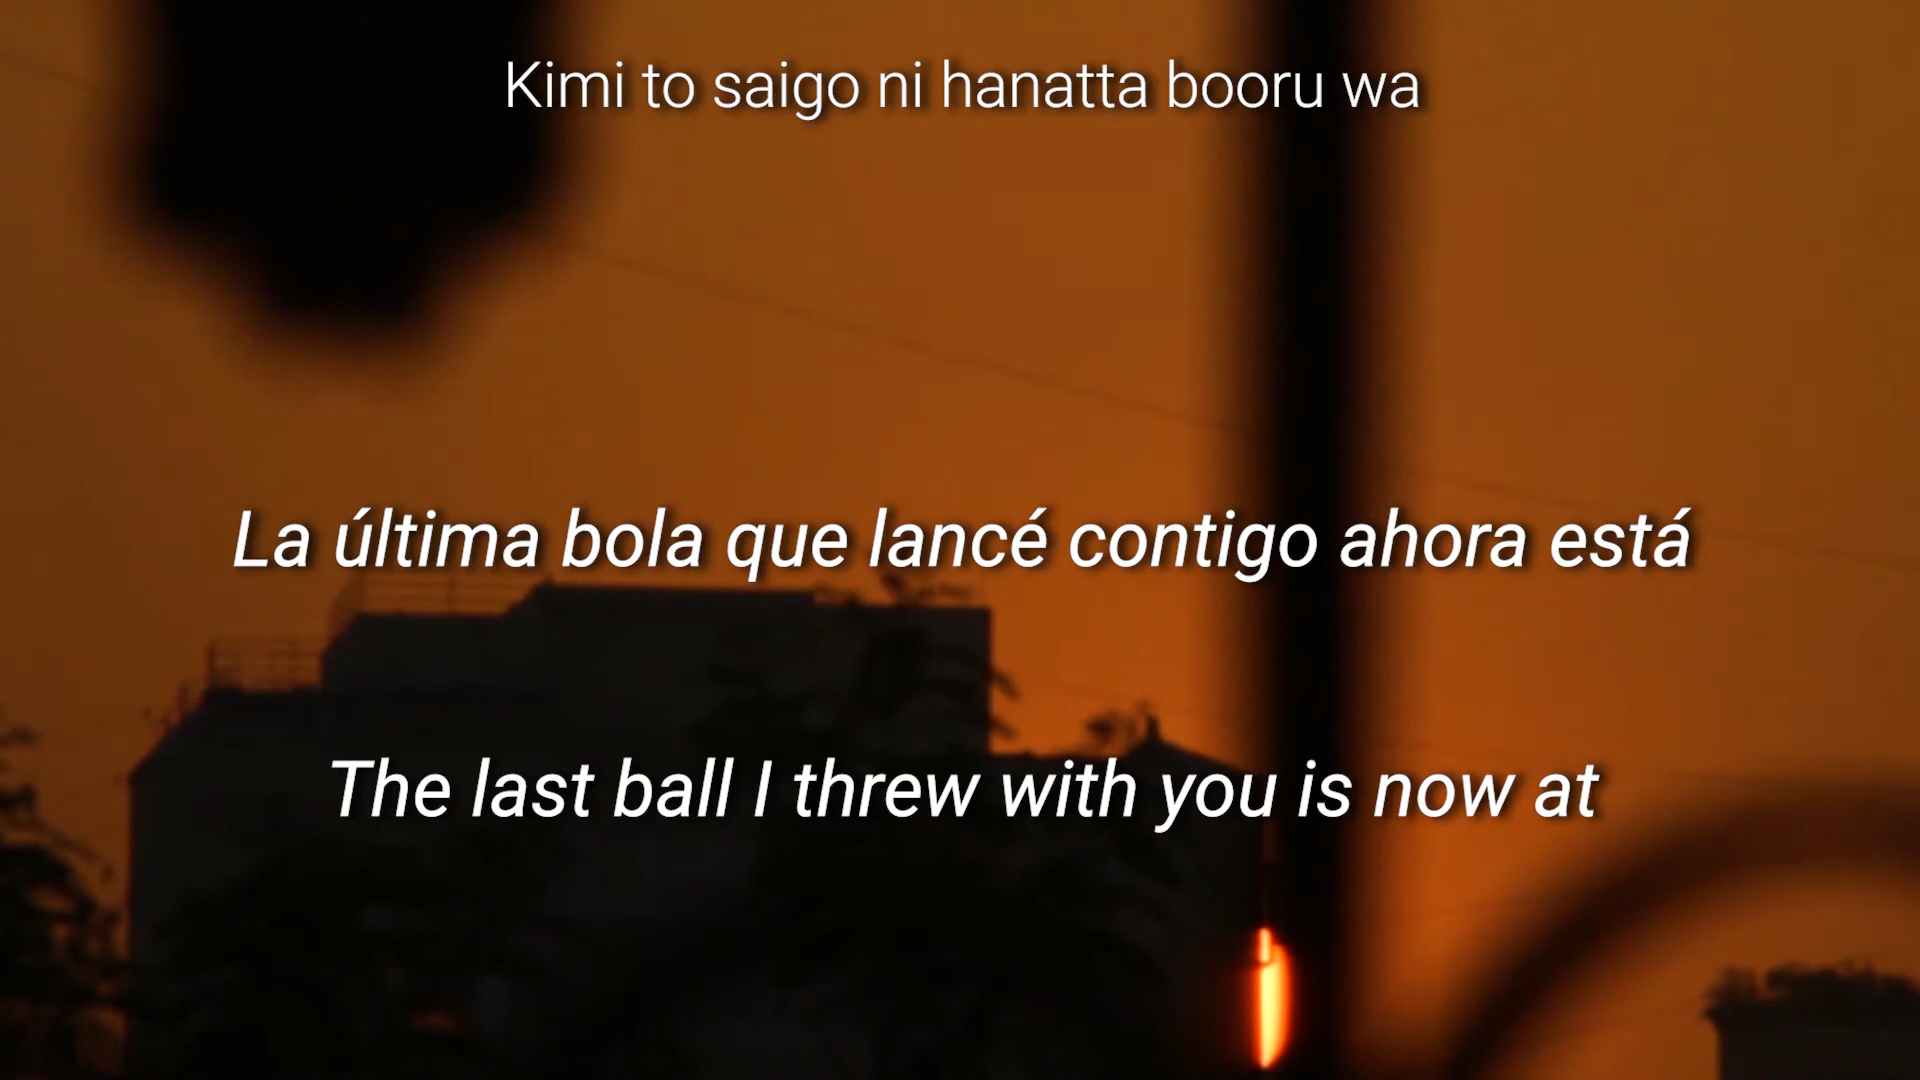 Kimi to saigo ni hanatta booru wa
La última bola que lancé contigo ahora está
The last ball I threw with you is now at